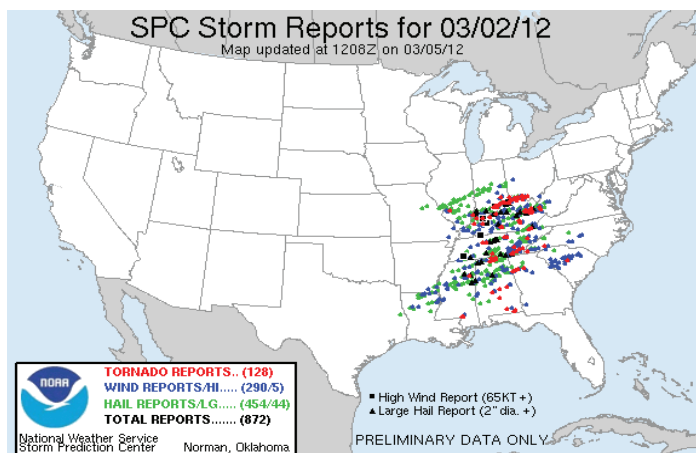 SPC Storm Reports for 03/02/12
Map updated at 1208Z on 03/05/12
NOAA
TORNADO REPORTS.. (128)
WIND REPORTS/HI..... (290/5)
HAIL REPORTS/LG..... (454/44)
TOTAL REPORTS....... (872)
National Weather Service
Storm Prediction Center Norman, Oklahoma
High Wind Report (65KT +)
Large Hail Report (2" dia. +)
PRELIMINARY DATA ONLY